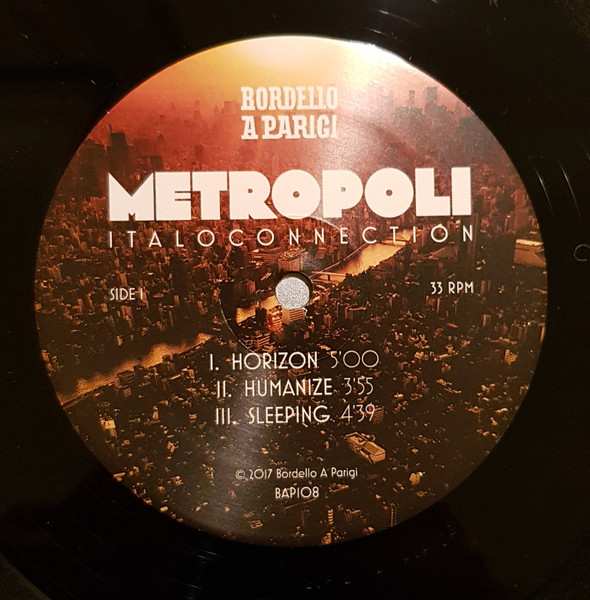 BORDELLO
A PARIGI
METROPOLI
ITALOCONNECTION
SIDE I
33 RPM
I. HORIZON 5'00
II. HUMANIZE 3'55
III. SLEEPING 4'39
© 2017 Bordello A Parigi
BAP108